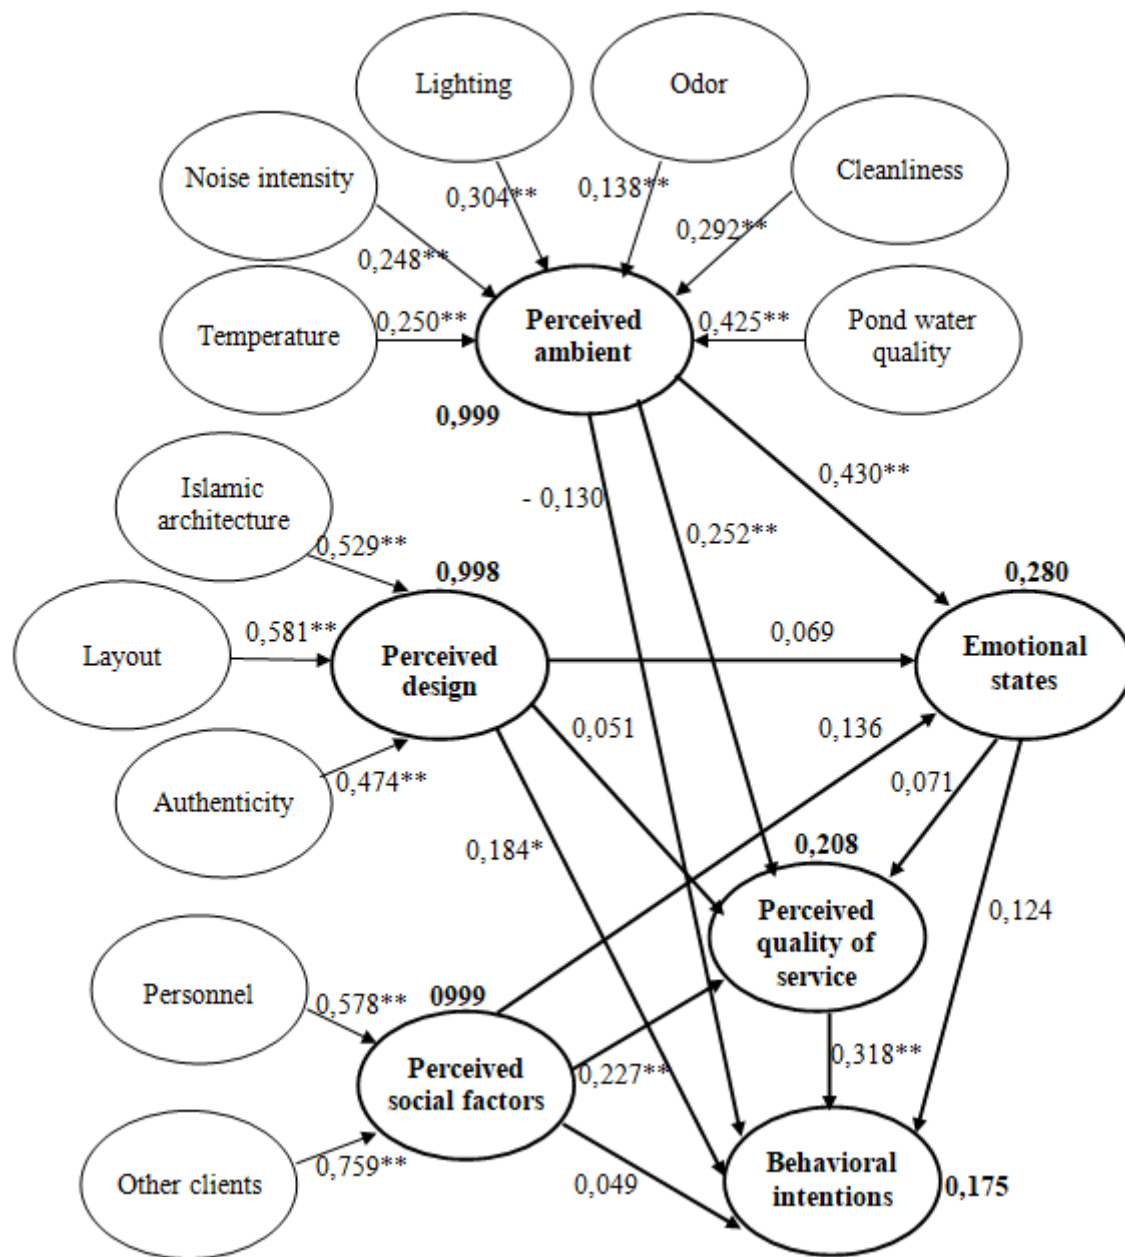 Lighting
Odor
Noise intensity
Cleanliness
0,304**
0,138**
0,292**
0,248**
Temperature
0,250**
Perceived
ambient
0,425**
Pond water
quality
0,999
Islamic
architecture
- 0,130
0,430**
0,529**
0,252**
0,998
0,280
Layout
0,581**
Perceived
design
0,069
Emotional
states
0,051
0,136
Authenticity
0,474**
0,071
0,184*
0,208
Perceived
quality of
service
0,124
Personnel
0,578**
0999
Perceived
social factors
0,227**
0,318**
Other clients
0,759**
0,049
Behavioral
intentions
0,175